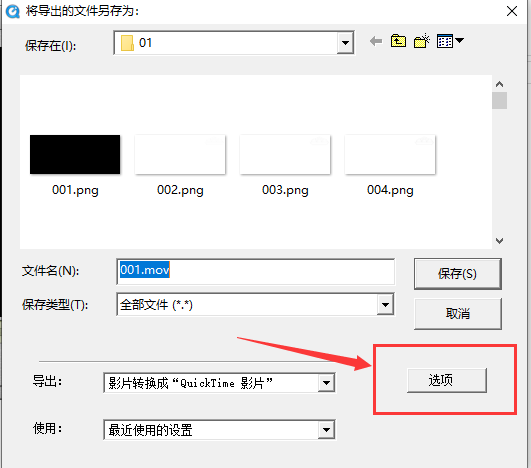 将导出的文件另存为:
保存在(I): 01
001.png 002.png 003.png 004.png
文件名(N): 001.mov 保存(S)
保存类型(T): 全部文件 (*.*) 取消
导出: 影片转换成“QuickTime 影片” 选项
使用: 最近使用的设置